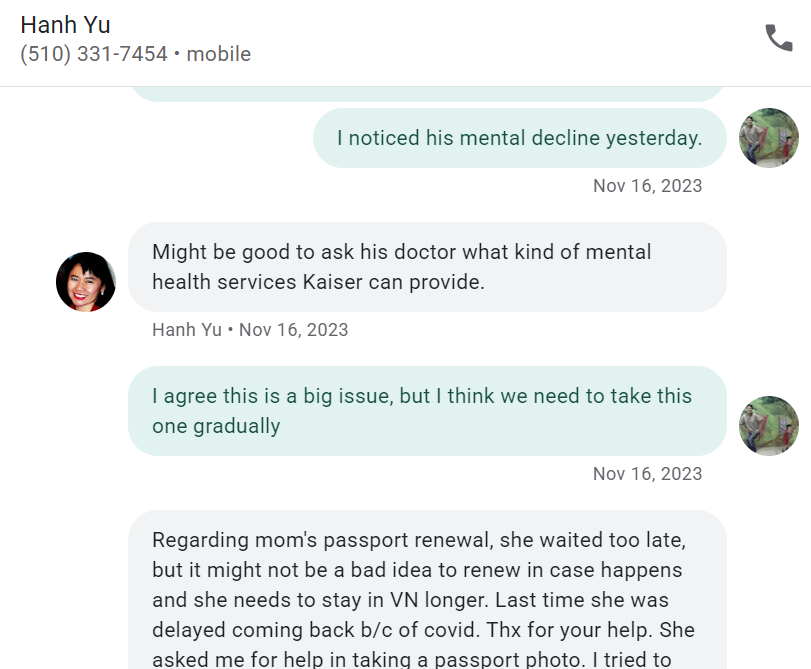 Hanh Yu
(510) 331-7454 • mobile
I noticed his mental decline yesterday.
Nov 16, 2023
Might be good to ask his doctor what kind of mental
health services Kaiser can provide.
Hanh Yu • Nov 16, 2023
I agree this is a big issue, but I think we need to take this
one gradually
Nov 16, 2023
Regarding mom's passport renewal, she waited too late,
but it might not be a bad idea to renew in case happens
and she needs to stay in VN longer. Last time she was
delayed coming back b/c of covid. Thx for your help. She
asked me for help in taking a passport photo. I tried to